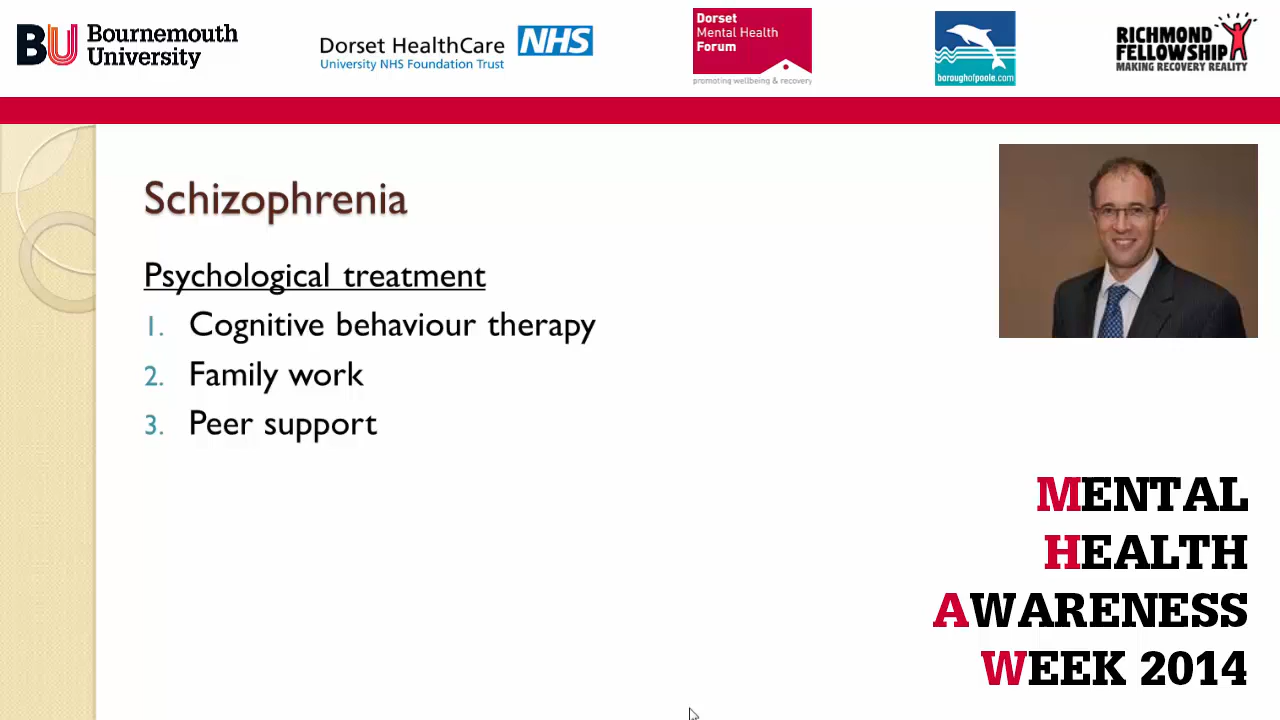 BU Bournemouth
University
Dorset HealthCare NHS
University NHS Foundation Trust
Dorset
Mental Health
Forum
promoting wellbeing & recovery
boroughofpoole.com
RICHMOND
FELLOWSHIP
MAKING RECOVERY REALITY
Schizophrenia
Psychological treatment
1. Cognitive behaviour therapy
2. Family work
3. Peer support
MENTAL
HEALTH
AWARENESS
WEEK 2014